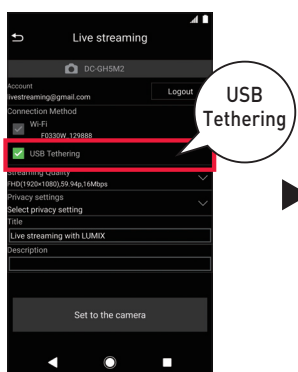 Live streaming
DC-GH5M2
Account
livestreaming@gmail.com
Logout
Connection Method
Wi-Fi
F0330W_129888
USB Tethering
USB
Tethering
Streaming Quality
FHD(1920×1080),59.94p,16Mbps
Privacy settings
Select privacy setting
Title
Live streaming with LUMIX
Description
Set to the camera